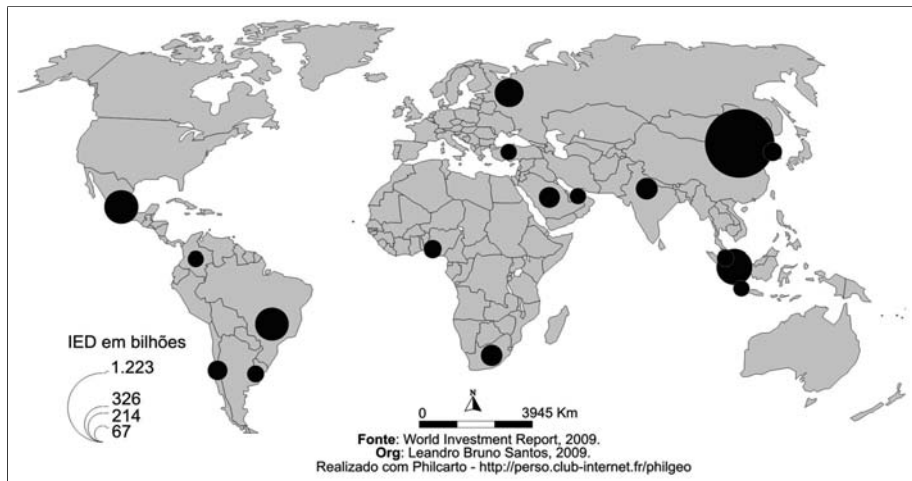 IED em bilhões
1.223
326
214
67
N
0 3945 Km
Fonte: World Investment Report, 2009.
Org: Leandro Bruno Santos, 2009.
Realizado com Philcarto - http://perso.club-internet.fr/philgeo